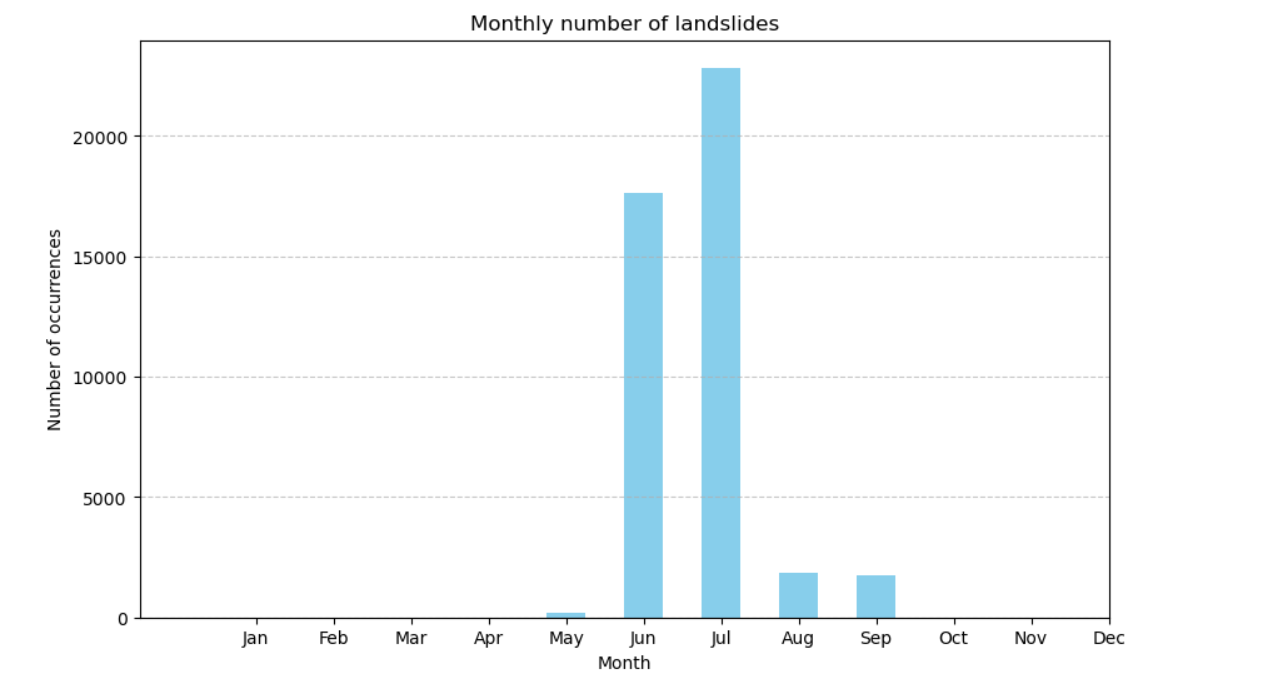 Monthly number of landslides
Number of occurrences
20000
15000
10000
5000
0
Jan Feb Mar Apr May Jun Jul Aug Sep Oct Nov Dec
Month